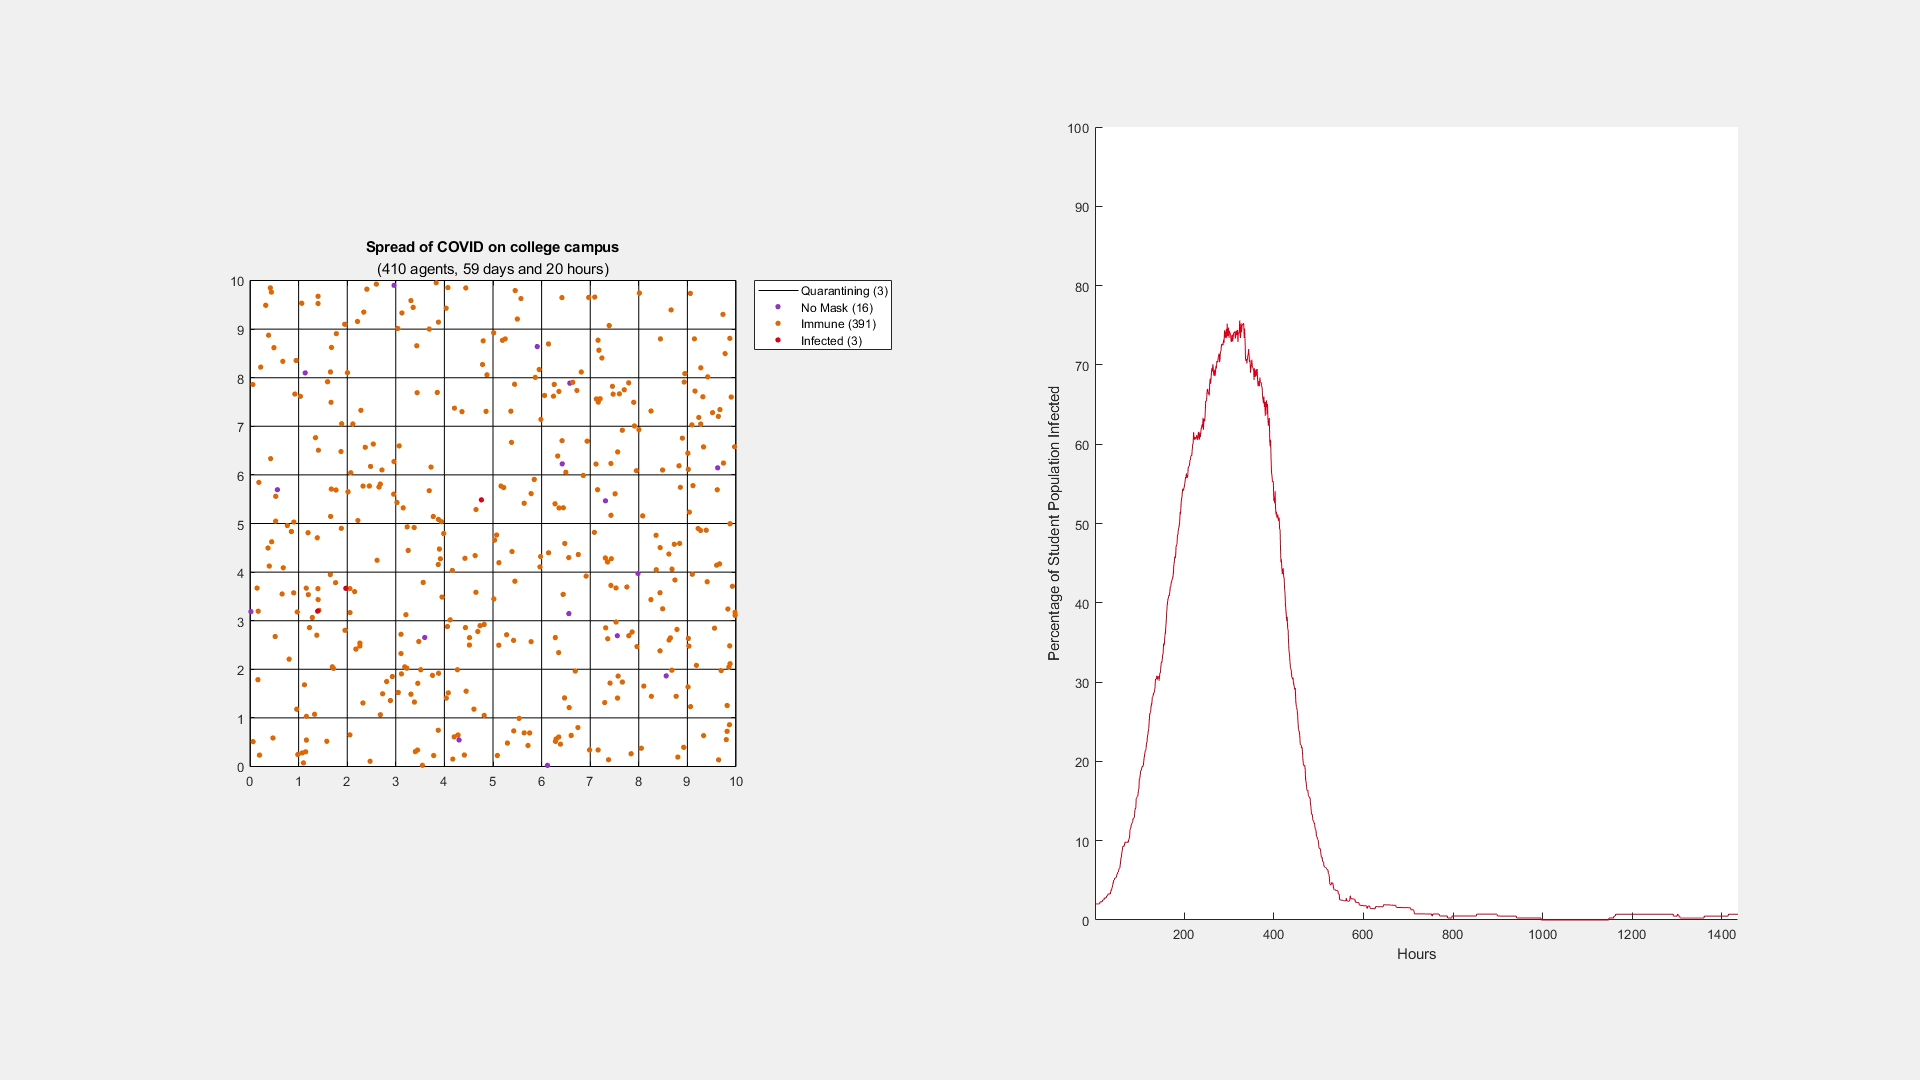 Spread of COVID on college campus
(410 agents, 59 days and 20 hours)
10
9
8
7
6
5
4
3
2
1
0
0 1 2 3 4 5 6 7 8 9 10
Quarantining (3)
No Mask (16)
Immune (391)
Infected (3)
Percentage of Student Population Infected
100
90
80
70
60
50
40
30
20
10
0
200 400 600 800 1000 1200 1400
Hours